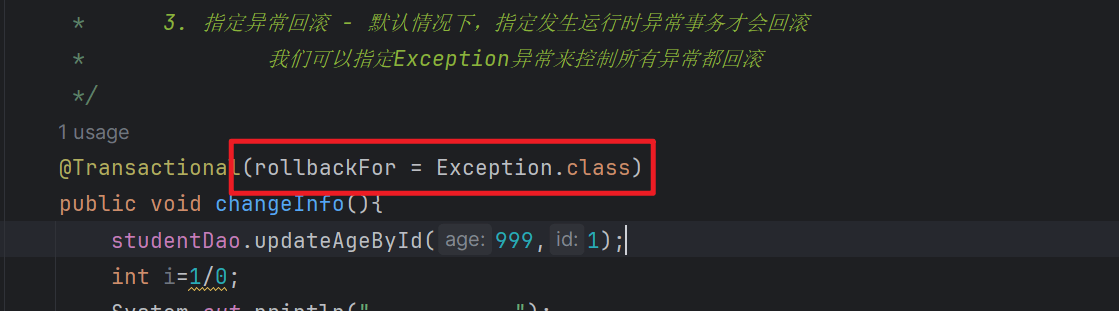 *       3. 指定异常回滚 - 默认情况下，指定发生运行时异常事务才会回滚
*               我们可以指定Exception异常来控制所有异常都回滚
*/
1 usage
@Transactional(rollbackFor = Exception.class)
public void changeInfo(){
studentDao.updateAgeById( age: 999, id: 1);
int i=1/0;
System.out.println("            ");